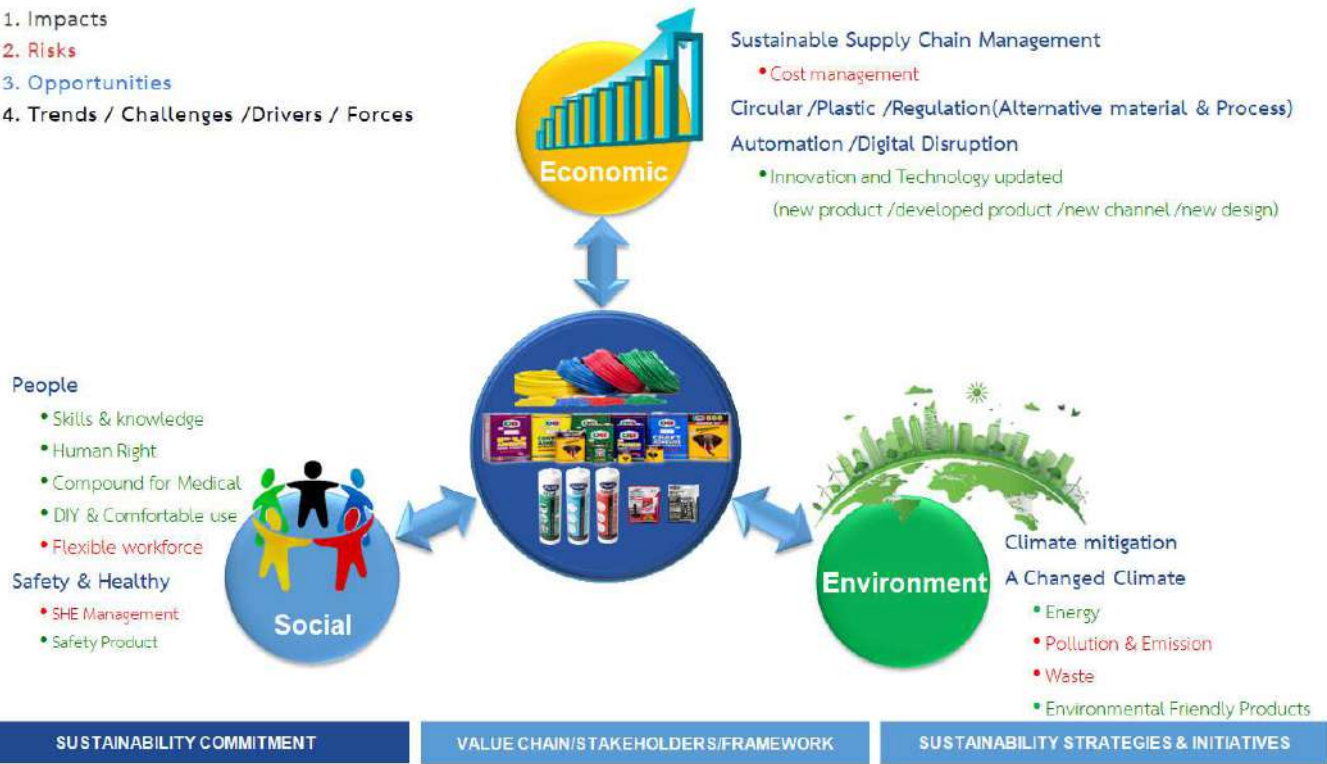 1. Impacts
2. Risks
3. Opportunities
4. Trends / Challenges /Drivers / Forces
Economic
Sustainable Supply Chain Management
• Cost management
Circular /Plastic /Regulation(Alternative material & Process)
Automation /Digital Disruption
• Innovation and Technology updated
(new product /developed product /new channel /new design)
People
• Skills & knowledge
• Human Right
• Compound for Medical
• DIY & Comfortable use
• Flexible workforce
Safety & Healthy
• SHE Management
• Safety Product
Social
Environment
Climate mitigation
A Changed Climate
• Energy
• Pollution & Emission
• Waste
• Environmental Friendly Products
SUSTAINABILITY COMMITMENT
VALUE CHAIN/STAKEHOLDERS/FRAMEWORK
SUSTAINABILITY STRATEGIES & INITIATIVES